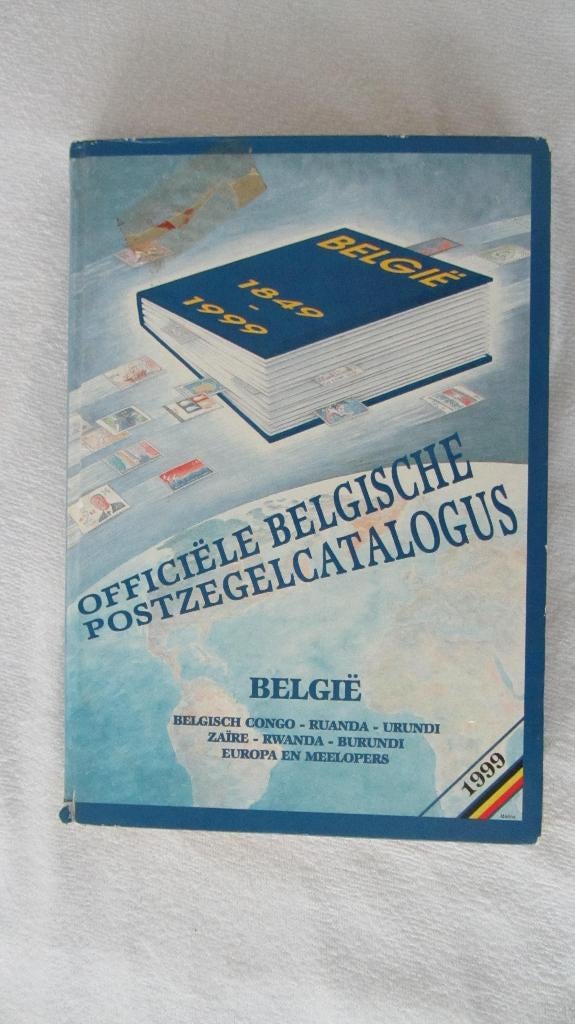 BELGIË
1849
-
1999
OFFICIËLE BELGISCHE
POSTZEGELCATALOGUS
BELGIË
BELGISCH CONGO - RUANDA - URUNDI
ZAÏRE - RWANDA - BURUNDI
EUROPA EN MEELOPERS
1999